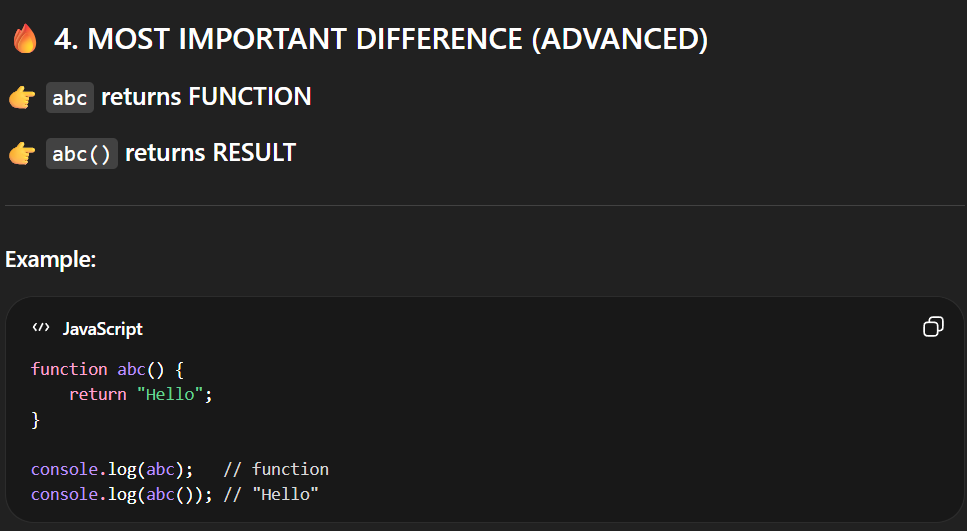 🔥 4. MOST IMPORTANT DIFFERENCE (ADVANCED)
👉 abc returns FUNCTION
👉 abc() returns RESULT
Example:
</> JavaScript
function abc() {
    return "Hello";
}

console.log(abc);   // function
console.log(abc()); // "Hello"